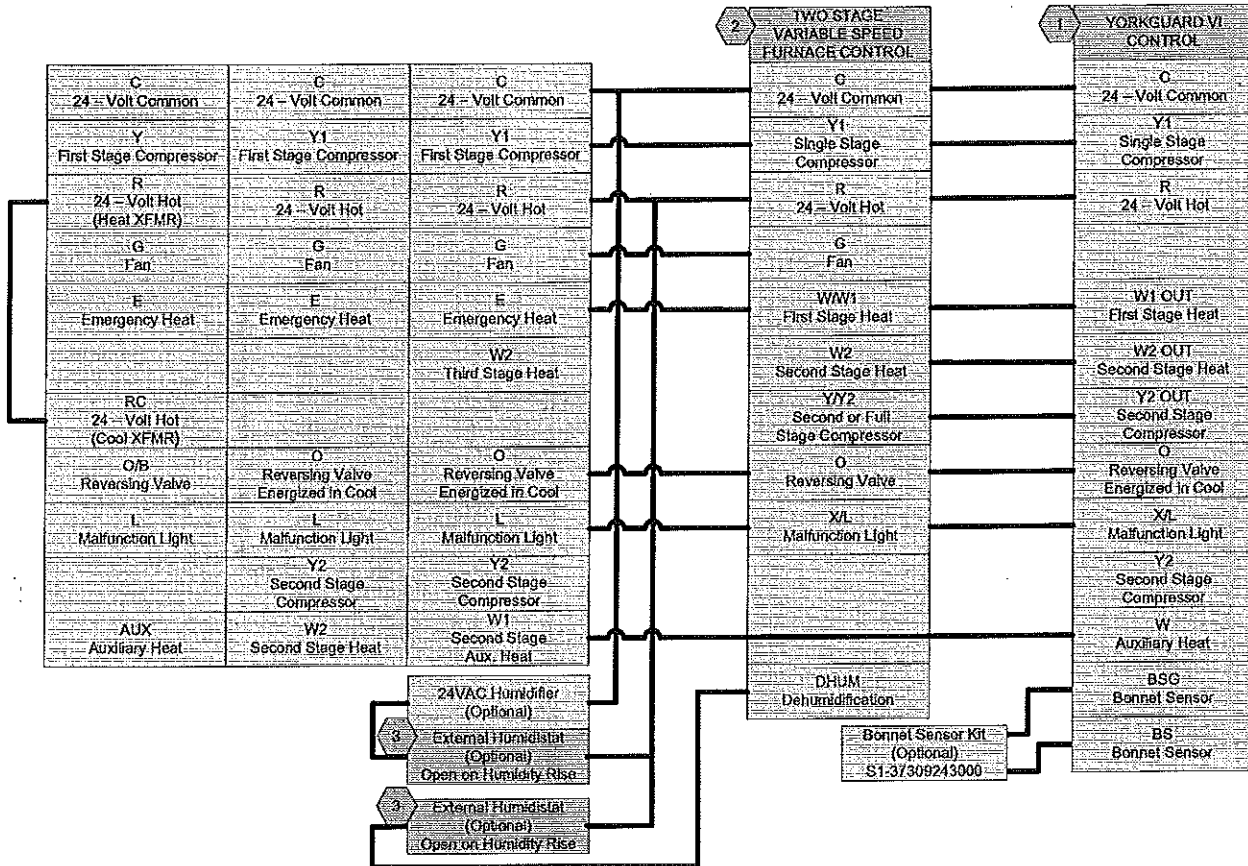 2
TWO STAGE
VARIABLE SPEED
FURNACE CONTROL
1
YORKGUARD VI
CONTROL
C
24 – Volt Common
C
24 – Volt Common
C
24 – Volt Common
C
24 – Volt Common
C
24 – Volt Common
Y
First Stage Compressor
Y1
First Stage Compressor
Y1
First Stage Compressor
Y1
Single Stage
Compressor
Y1
Single Stage
Compressor
R
24 – Volt Hot
(Heat XFMR)
R
24 – Volt Hot
R
24 – Volt Hot
R
24 – Volt Hot
R
24 – Volt Hot
G
Fan
G
Fan
G
Fan
G
Fan
E
Emergency Heat
E
Emergency Heat
E
Emergency Heat
W/W1
First Stage Heat
W1 OUT
First Stage Heat
W2
Third Stage Heat
W2
Second Stage Heat
W2 OUT
Second Stage Heat
RC
24 – Volt Hot
(Cool XFMR)
Y/Y2
Second or Full
Stage Compressor
Y2 OUT
Second Stage
Compressor
O/B
Reversing Valve
O
Reversing Valve
Energized in Cool
O
Reversing Valve
Energized in Cool
O
Reversing Valve
O
Reversing Valve
Energized in Cool
L
Malfunction Light
L
Malfunction Light
L
Malfunction Light
X/L
Malfunction Light
X/L
Malfunction Light
Y2
Second Stage
Compressor
Y2
Second Stage
Compressor
Y2
Second Stage
Compressor
AUX
Auxiliary Heat
W2
Second Stage Heat
W1
Second Stage
Aux. Heat
W
Auxiliary Heat
24VAC Humidifier
(Optional)
DHUM
Dehumidification
BSG
Bonnet Sensor
3
External Humidistat
(Optional)
Open on Humidity Rise
Bonnet Sensor Kit
(Optional)
S1-37309243000
BS
Bonnet Sensor
3
External Humidistat
(Optional)
Open on Humidity Rise